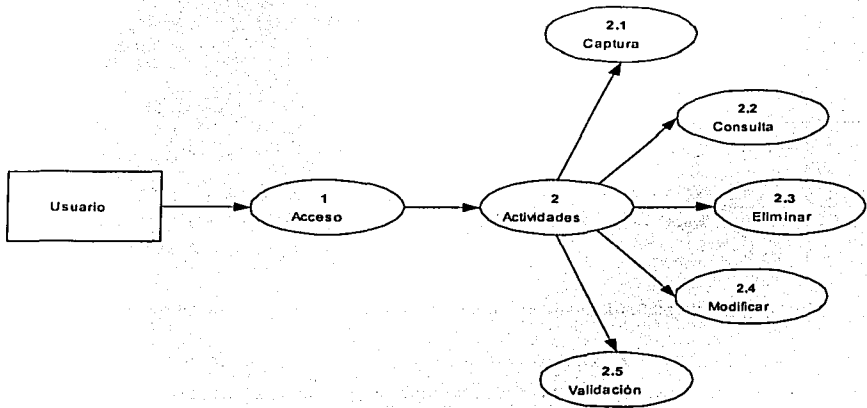 2.1
Captura
2.2
Consulta
Usuario
1
Acceso
2
Actividades
2.3
Eliminar
2.4
Modificar
2.5
Validación